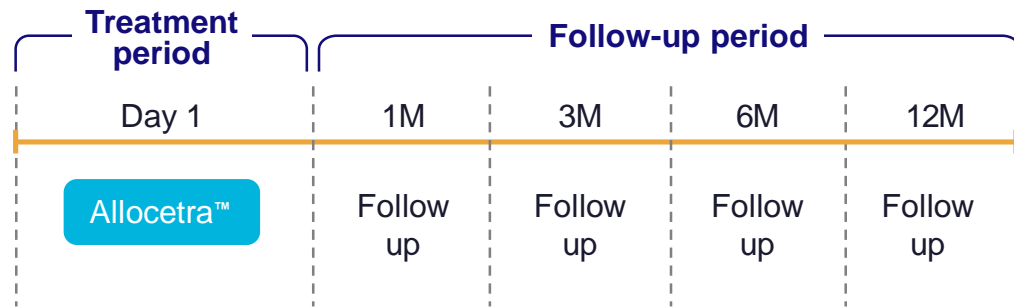 Treatment
period
Follow-up period
Day 1
1M
3M
6M
12M
Allocetra™
Follow
up
Follow
up
Follow
up
Follow
up